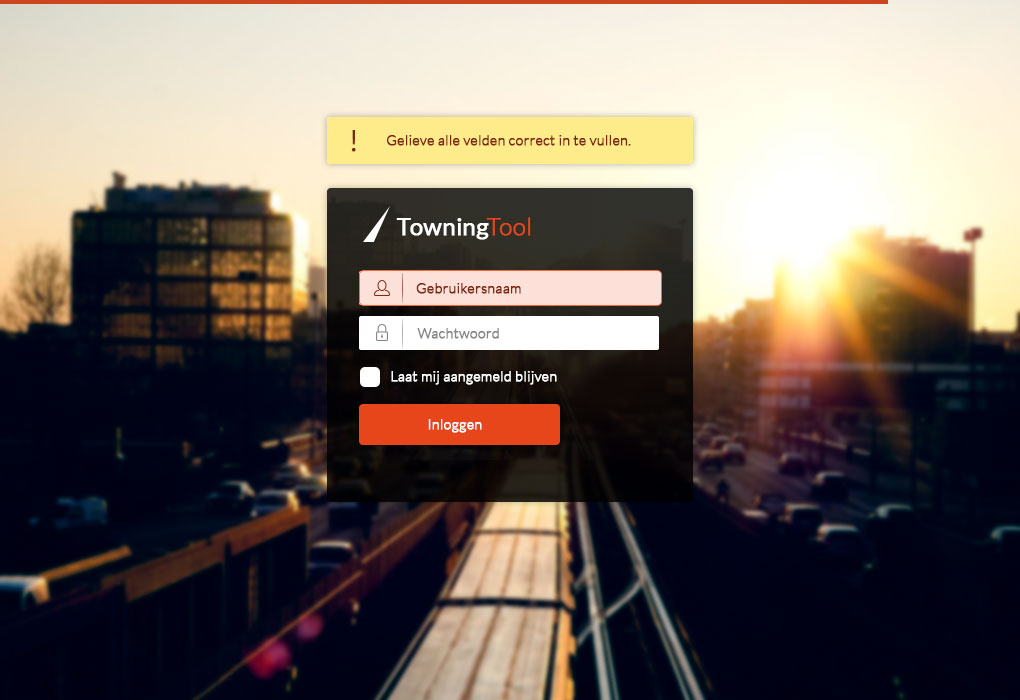 Gelieve alle velden correct in te vullen.
TowningTool
Gebruikersnaam
Wachtwoord
Laat mij aangemeld blijven
Inloggen